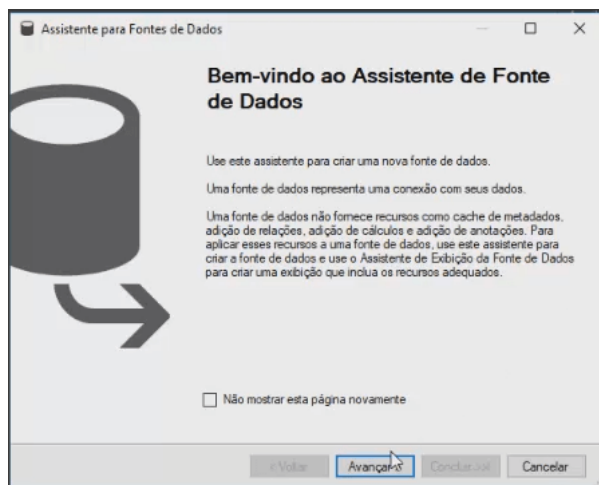 Assistente para Fontes de Dados
Bem-vindo ao Assistente de Fonte
de Dados
Use este assistente para criar uma nova fonte de dados.
Uma fonte de dados representa uma conexão com seus dados.
Uma fonte de dados não fornece recursos como cache de metadados,
adição de relações, adição de cálculos e adição de anotações. Para
aplicar esses recursos a uma fonte de dados, use este assistente para
criar a fonte de dados e use o Assistente de Exibição da Fonte de Dados
para criar uma exibição que inclua os recursos adequados.
Não mostrar esta página novamente
< Voltar Avançar > Concluir >>| Cancelar